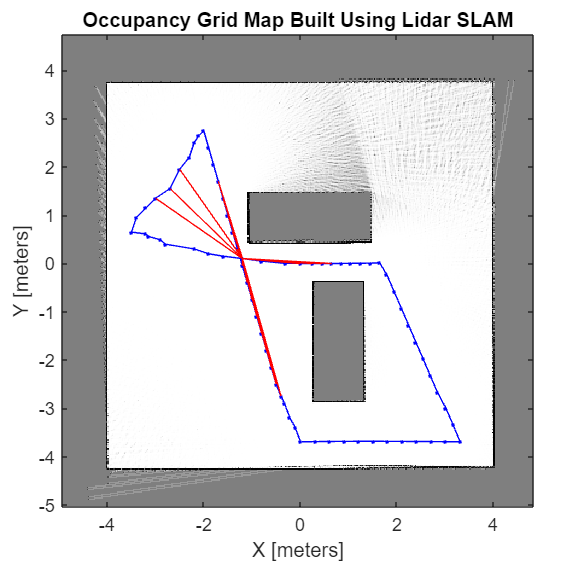 Occupancy Grid Map Built Using Lidar SLAM
4
3
2
1
0
-1
-2
-3
-4
-5
Y [meters]
-4 -2 0 2 4
X [meters]